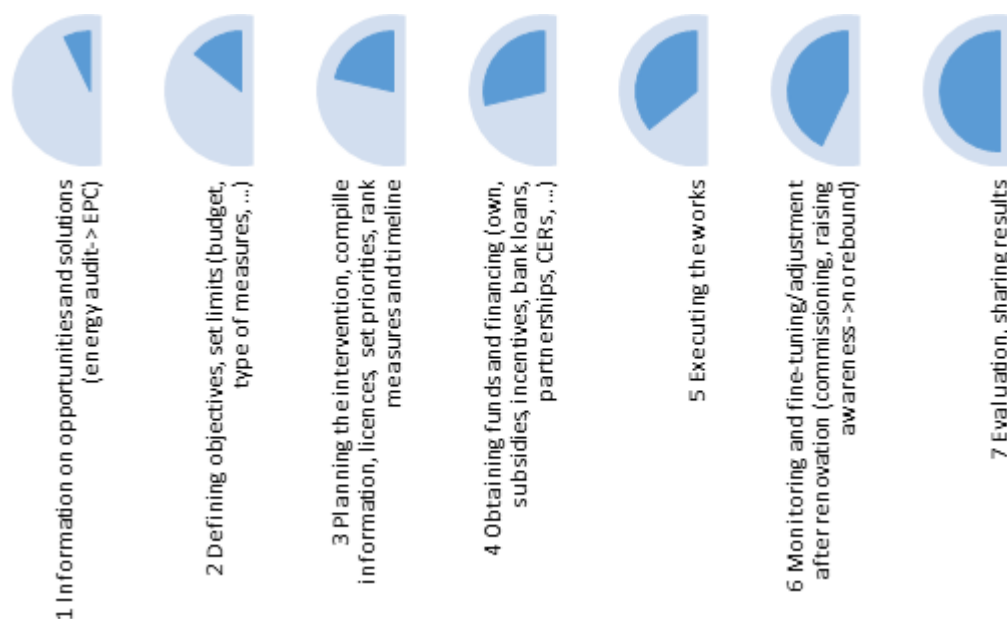 1 Information on opportunities and solutions
(energy audit-> EPC)
2 Defining objectives, set limits (budget,
type of measures, ...)
3 Planning the intervention, compille
information, licences, set priorities, rank
measures and timeline
4 Obtaining funds and financing (own,
subsidies, incentives, bank loans,
partnerships, CERs, ...)
5 Executing the works
6 Monitoring and fine-tuning/adjustment
after renovation (commissioning, raising
awareness->no rebound)
7 Evaluation, sharing results